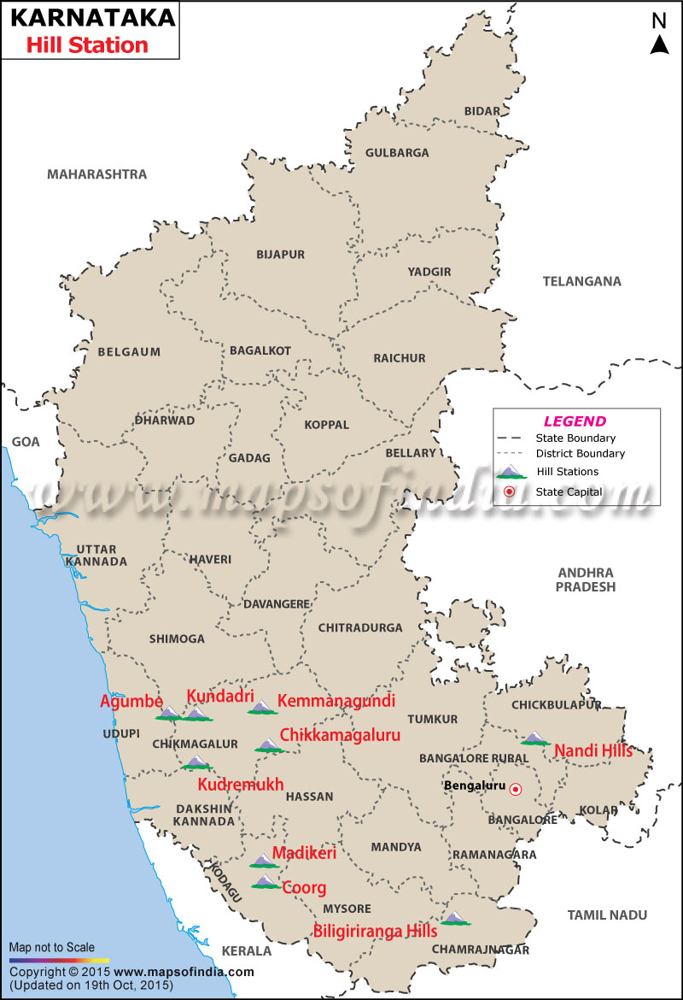 KARNATAKA
Hill Station
N
BIDAR
GULBARGA
MAHARASHTRA
BIJAPUR
YADGIR
TELANGANA
BELGAUM
BAGALKOT
RAICHUR
DHARWAD
KOPPAL
GOA
GADAG
BELLARY
LEGEND
State Boundary
District Boundary
Hill Stations
State Capital
www.mapsofindia.com
UTTAR
KANNADA
HAVERI
ANDHRA
PRADESH
DAVANGERE
CHITRADURGA
SHIMOGA
Agumbe
Kundadri
Kemmanagundi
CHICKBULAPUR
TUMKUR
UDUPI
CHIKMAGALUR
Chikkamagaluru
Nandi Hills
BANGALORE RURAL
Kudremukh
Bengaluru
HASSAN
DAKSHIN
KANNADA
KOLAR
BANGALORE
MANDYA
RAMANAGARA
Madikeri
KODAGU
Coorg
MYSORE
TAMIL NADU
Biligiriranga Hills
CHAMRAJNAGAR
KERALA
Map not to Scale
Copyright © 2015 www.mapsofindia.com
(Updated on 19th Oct, 2015)